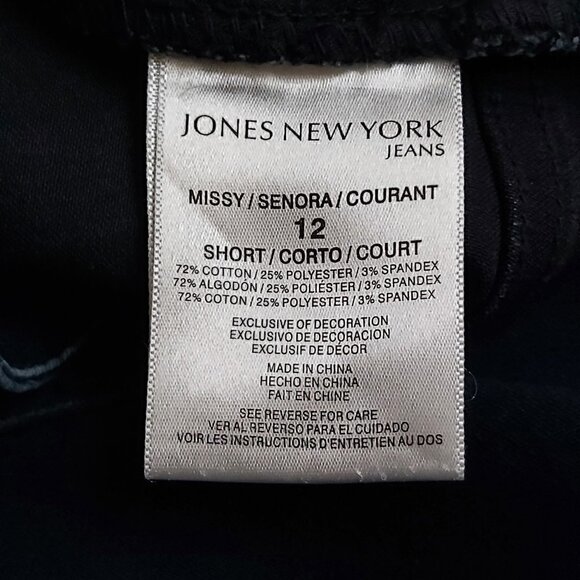 JONES NEW YORK
JEANS
MISSY / SENORA / COURANT
12
SHORT / CORTO / COURT
72% COTTON / 25% POLYESTER / 3% SPANDEX
72% ALGODÓN / 25% POLIÉSTER / 3% SPANDEX
72% COTON / 25% POLYESTER / 3% SPANDEX
EXCLUSIVE OF DECORATION
EXCLUSIVO DE DECORACION
EXCLUSIF DE DÉCOR
MADE IN CHINA
HECHO EN CHINA
FAIT EN CHINE
SEE REVERSE FOR CARE
VER AL REVERSO PARA EL CUIDADO
VOIR LES INSTRUCTIONS D'ENTRETIEN AU DOS